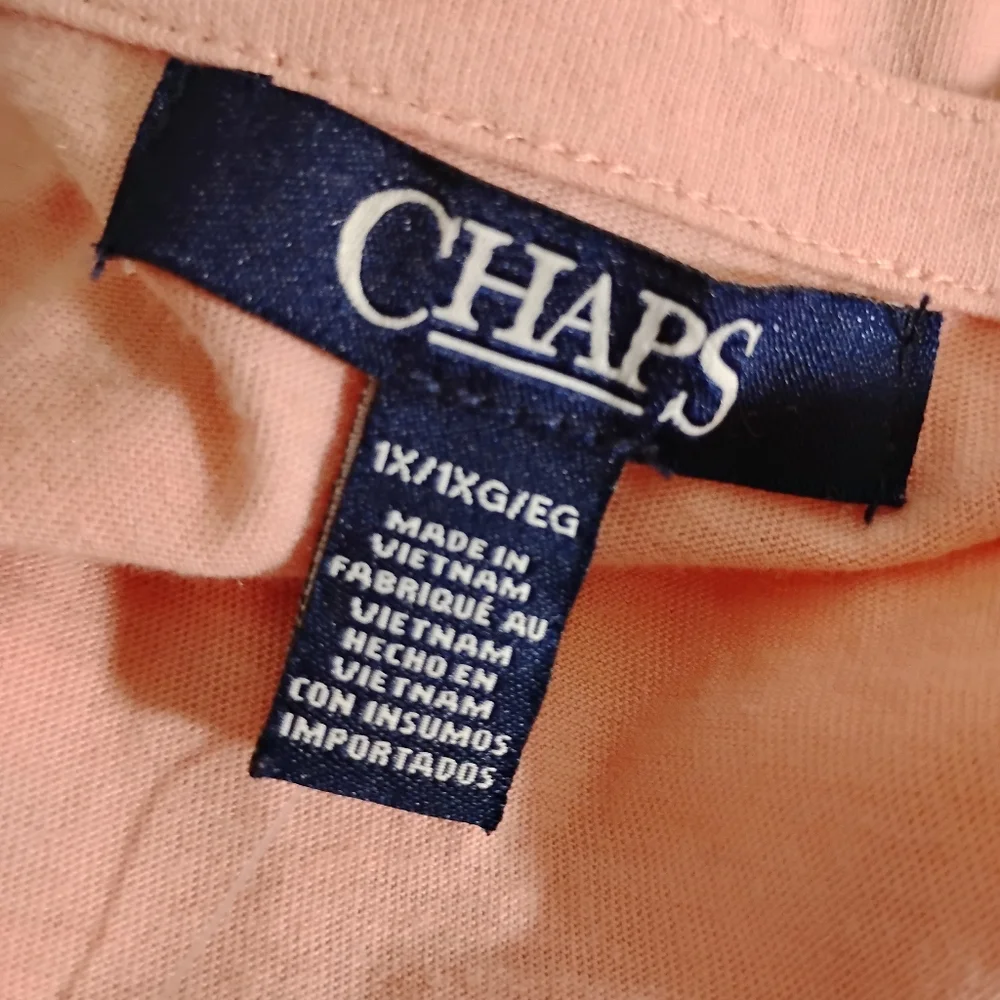 CHAPS
1X/1XG/EG
MADE IN
VIETNAM
FABRIQUÉ AU
VIETNAM
HECHO EN
VIETNAM
CON INSUMOS
IMPORTADOS